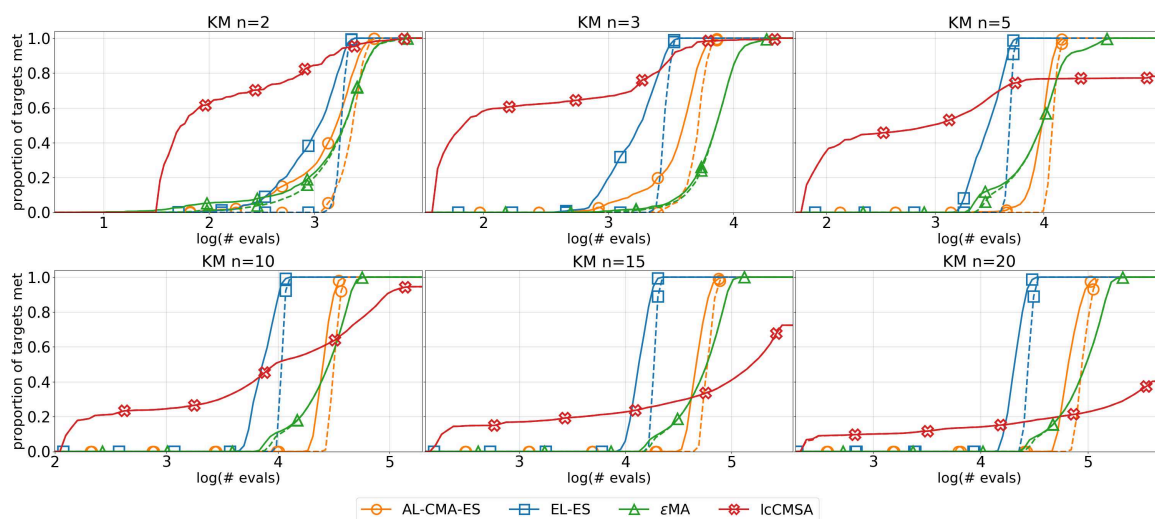 KM n=2
KM n=3
KM n=5
proportion of targets met
1.0
0.8
0.6
0.4
0.2
0.0
1 2 3
2 3 4
2 3 4
log(# evals)
log(# evals)
log(# evals)
KM n=10
KM n=15
KM n=20
proportion of targets met
1.0
0.8
0.6
0.4
0.2
0.0
2 3 4 5
3 4 5
3 4 5
log(# evals)
log(# evals)
log(# evals)
AL-CMA-ES EL-ES εMA lcCMSA